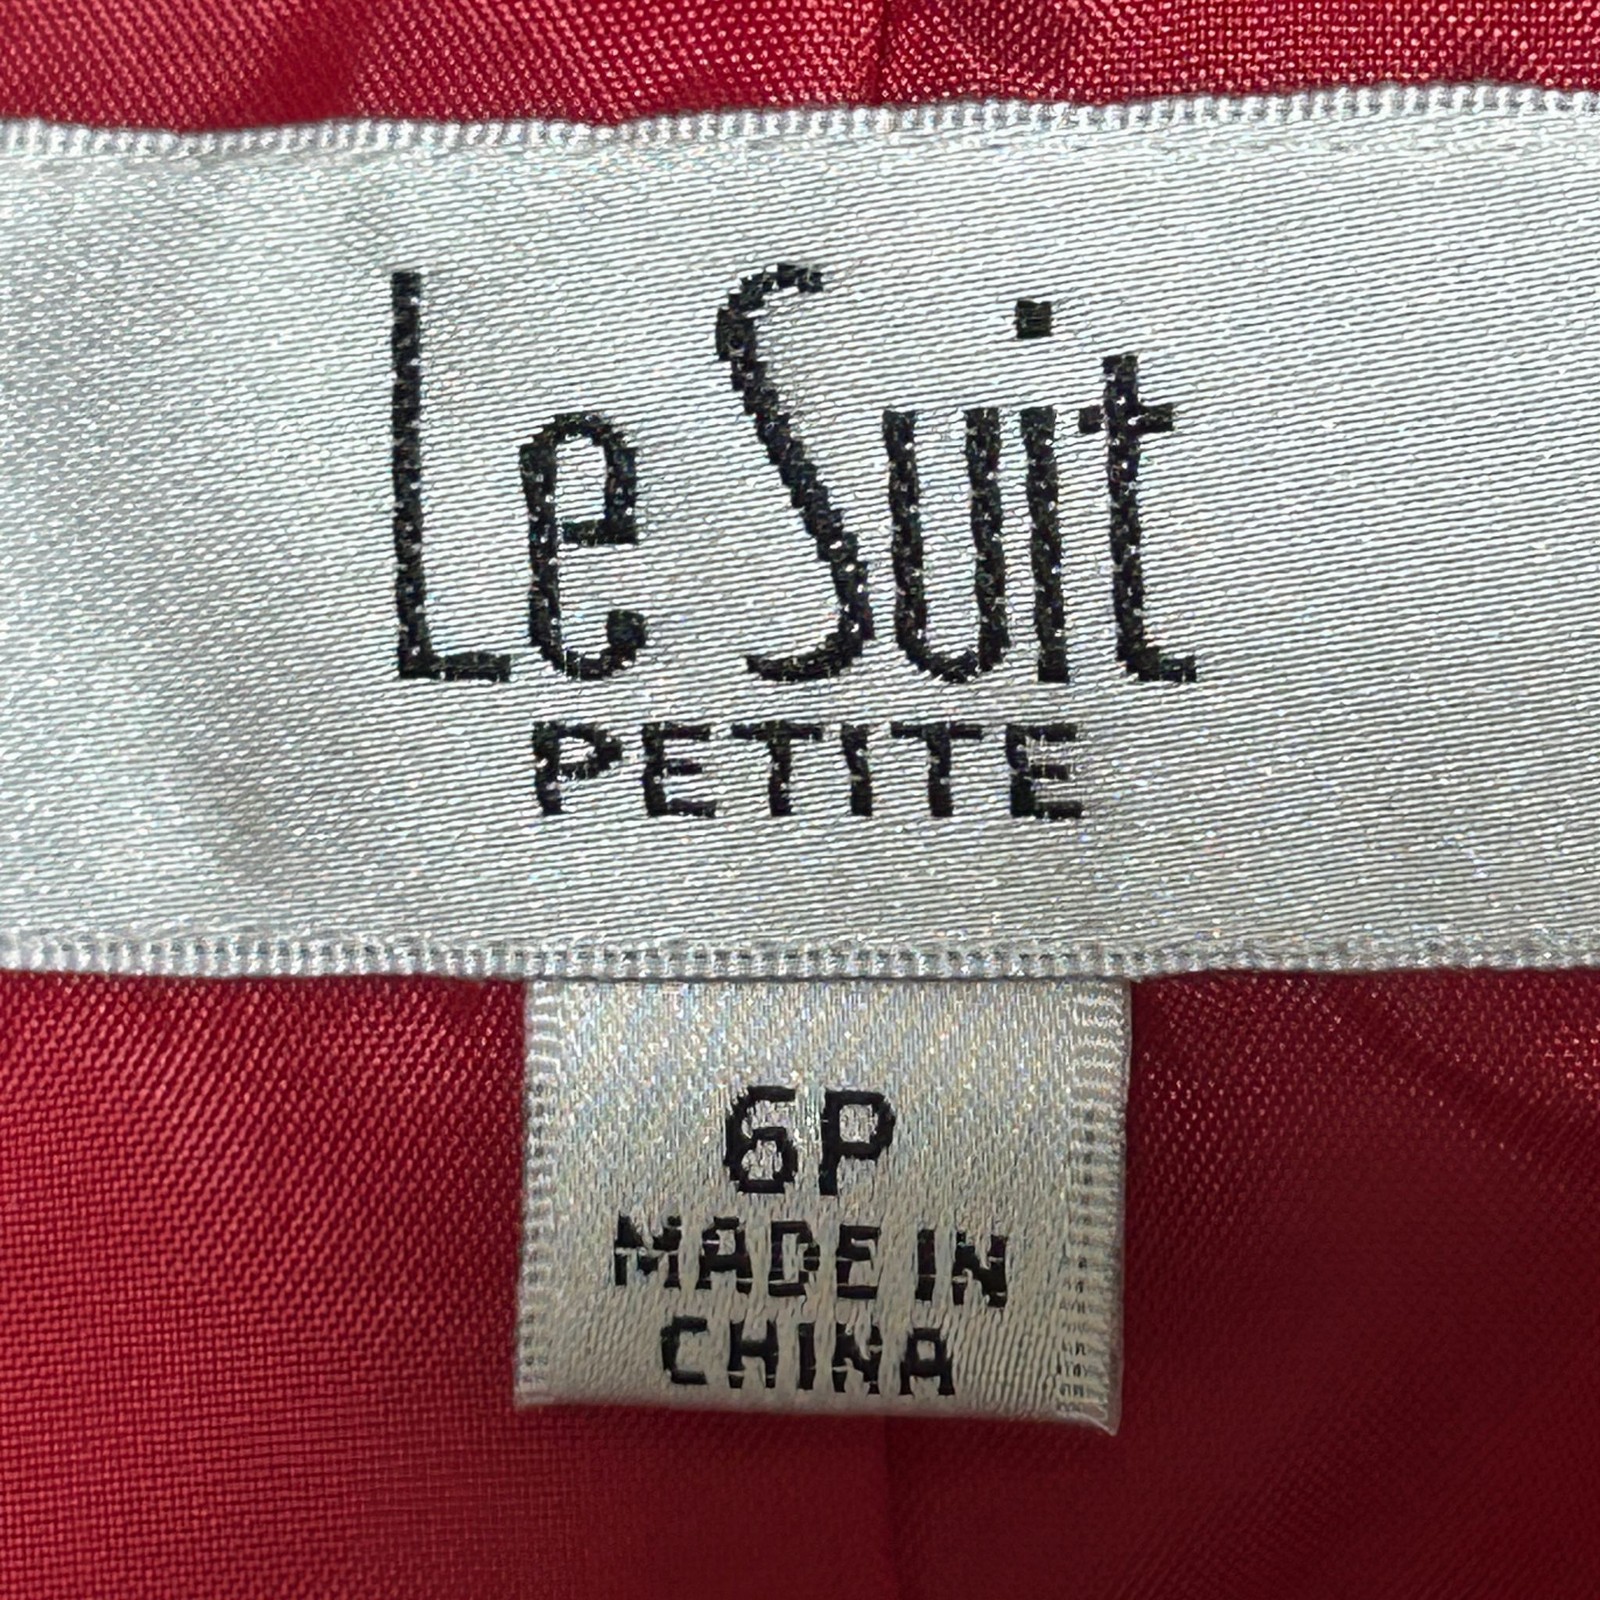 Le Suit
PETITE
6P
MADE IN
CHINA